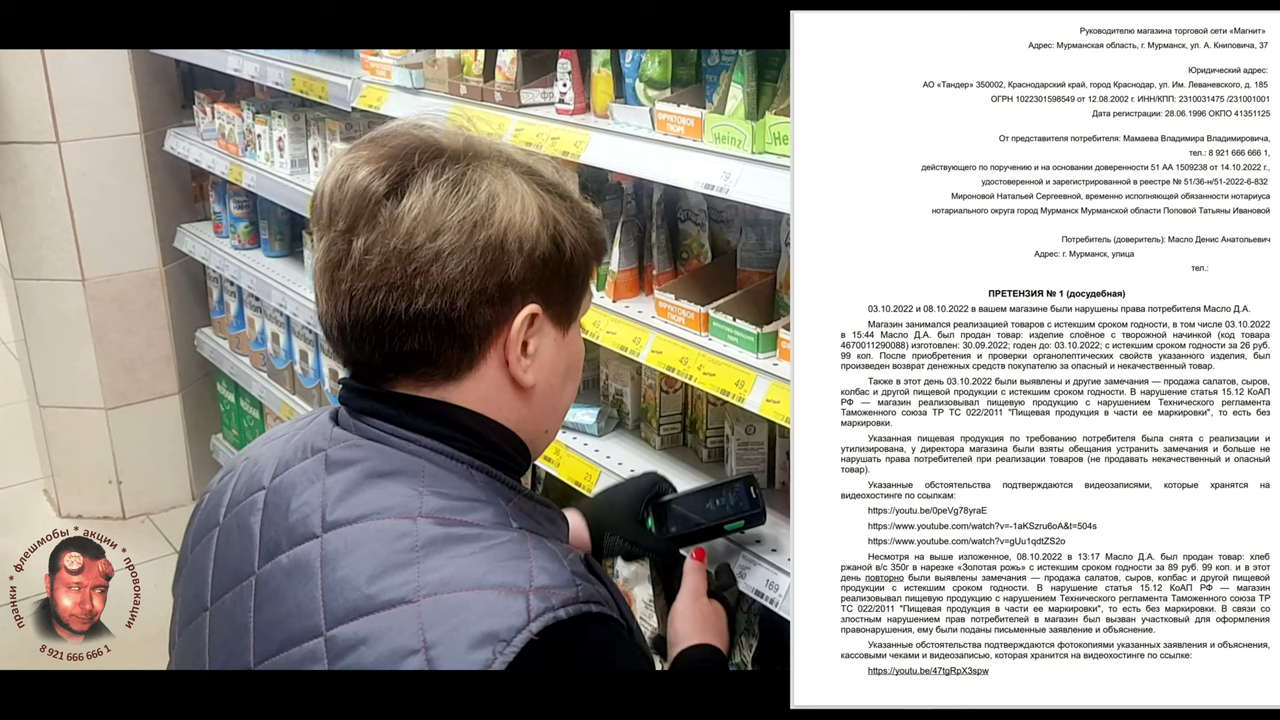 ФРУКТОВОЕ
ПЮРЕ
Heinz
He
79
ФРУКТОВОЕ
ПЮРЕ
ФРУКТОВОЕ
ПЮРЕ
49
49
169
пранки * флешмобы * акции * провокации
8 921 666 666 1
Руководителю магазина торговой сети «Магнит»
Адрес: Мурманская область, г. Мурманск, ул. А. Книповича, 37
Юридический адрес:
АО «Тандер» 350002, Краснодарский край, город Краснодар, ул. Им. Леваневского, д. 185
ОГРН 1022301598549 от 12.08.2002 г. ИНН/КПП: 2310031475 /231001001
Дата регистрации: 28.06.1996 ОКПО 41351125
От представителя потребителя: Мамаева Владимира Владимировича,
тел.: 8 921 666 666 1,
действующего по поручению и на основании доверенности 51 АА 1509238 от 14.10.2022 г.,
удостоверенной и зарегистрированной в реестре № 51/36-н/51-2022-6-832
Мироновой Натальей Сергеевной, временно исполняющей обязанности нотариуса
нотариального округа город Мурманск Мурманской области Поповой Татьяны Ивановой
Потребитель (доверитель): Масло Денис Анатольевич
Адрес: г. Мурманск, улица
тел.:
ПРЕТЕНЗИЯ № 1 (досудебная)
03.10.2022 и 08.10.2022 в вашем магазине были нарушены права потребителя Масло Д.А.
Магазин занимался реализацией товаров с истекшим сроком годности, в том числе 03.10.2022
в 15:44 Масло Д.А. был продан товар: изделие слоёное с творожной начинкой (код товара
4670011290088) изготовлен: 30.09.2022; годен до: 03.10.2022; с истекшим сроком годности за 26 руб.
99 коп. После приобретения и проверки органолептических свойств указанного изделия, был
произведен возврат денежных средств покупателю за опасный и некачественный товар.
Также в этот день 03.10.2022 были выявлены и другие замечания — продажа салатов, сыров,
колбас и другой пищевой продукции с истекшим сроком годности. В нарушение статья 15.12 КоАП
РФ — магазин реализовывал пищевую продукцию с нарушением Технического регламента
Таможенного союза ТР ТС 022/2011 "Пищевая продукция в части ее маркировки", то есть без
маркировки.
Указанная пищевая продукция по требованию потребителя была снята с реализации и
утилизирована, у директора магазина были взяты обещания устранить замечания и больше не
нарушать права потребителей при реализации товаров (не продавать некачественный и опасный
товар).
Указанные обстоятельства подтверждаются видеозаписями, которые хранятся на
видеохостинге по ссылкам:
https://youtu.be/0peVg78yraE
https://www.youtube.com/watch?v=-1aKSzru6oA&t=504s
https://www.youtube.com/watch?v=gUu1qdtZS2o
Несмотря на выше изложенное, 08.10.2022 в 13:17 Масло Д.А. был продан товар: хлеб
ржаной в/с 350г в нарезке «Золотая рожь» с истекшим сроком годности за 89 руб. 99 коп. и в этот
день повторно были выявлены замечания — продажа салатов, сыров, колбас и другой пищевой
продукции с истекшим сроком годности. В нарушение статья 15.12 КоАП РФ — магазин
реализовывал пищевую продукцию с нарушением Технического регламента Таможенного союза ТР
ТС 022/2011 "Пищевая продукция в части ее маркировки", то есть без маркировки. В связи со
злостным нарушением прав потребителей в магазин был вызван участковый для оформления
правонарушения, ему были поданы письменные заявление и объяснение.
Указанные обстоятельства подтверждаются фотокопиями указанных заявления и объяснения,
кассовыми чеками и видеозаписью, которая хранится на видеохостинге по ссылке:
https://youtu.be/47tgRpX3spw